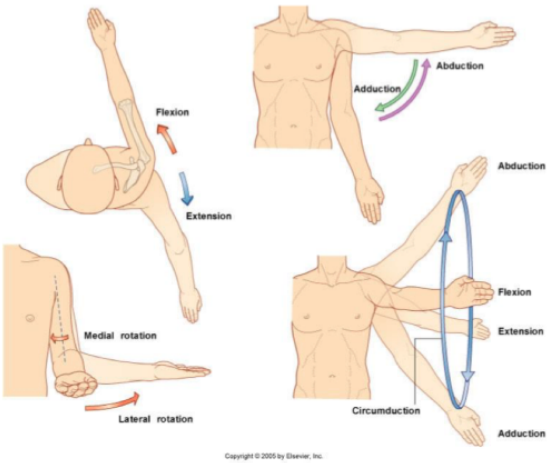 Flexion
Extension
Abduction
Adduction
Medial rotation
Lateral rotation
Abduction
Flexion
Extension
Circumduction
Adduction
Copyright © 2005 by Elsevier, Inc.